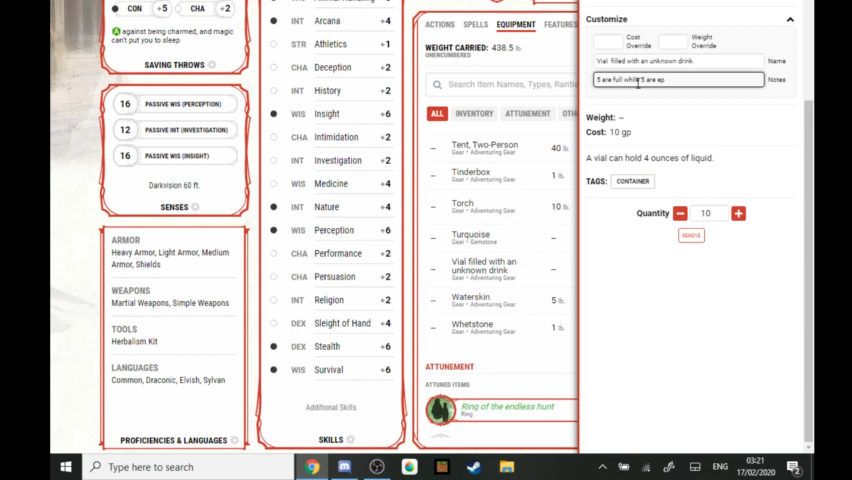 CON +5 CHA +2
A against being charmed, and magic
can't put you to sleep
SAVING THROWS
16 PASSIVE WIS (PERCEPTION)
12 PASSIVE INT (INVESTIGATION)
16 PASSIVE WIS (INSIGHT)
Darkvision 60 ft.
SENSES
ARMOR
Heavy Armor, Light Armor, Medium
Armor, Shields
WEAPONS
Martial Weapons, Simple Weapons
TOOLS
Herbalism Kit
LANGUAGES
Common, Draconic, Elvish, Sylvan
PROFICIENCIES & LANGUAGES
INT Arcana +4
STR Athletics +1
CHA Deception +2
INT History +2
WIS Insight +6
CHA Intimidation +2
INT Investigation +2
WIS Medicine +4
INT Nature +4
WIS Perception +6
CHA Performance +2
CHA Persuasion +2
INT Religion +2
DEX Sleight of Hand +4
DEX Stealth +6
WIS Survival +6
Additional Skills
SKILLS
ACTIONS SPELLS EQUIPMENT FEATURES
WEIGHT CARRIED: 438.5 lb.
UNENCUMBERED
Search Item Names, Types, Rarities
ALL INVENTORY ATTUNEMENT OTH
-- Tent, Two-Person 40 lb.
Gear • Adventuring Gear
-- Tinderbox 1 lb.
Gear • Adventuring Gear
-- Torch 10 lb.
Gear • Adventuring Gear
-- Turquoise --
Gear • Gemstone
-- Vial filled with an --
unknown drink
Gear • Adventuring Gear
-- Waterskin 5 lb.
Gear • Adventuring Gear
-- Whetstone 1 lb.
Gear • Adventuring Gear
ATTUNEMENT
ATTUNED ITEMS
Ring of the endless hunt
Ring
Customize
Cost
Override
Weight
Override
Vial filled with an unknown drink Name
5 are full while 5 are ep Notes
Weight: --
Cost: 10 gp
A vial can hold 4 ounces of liquid.
TAGS: CONTAINER
Quantity 10
REMOVE
Type here to search
ENG
03:21
17/02/2020
2